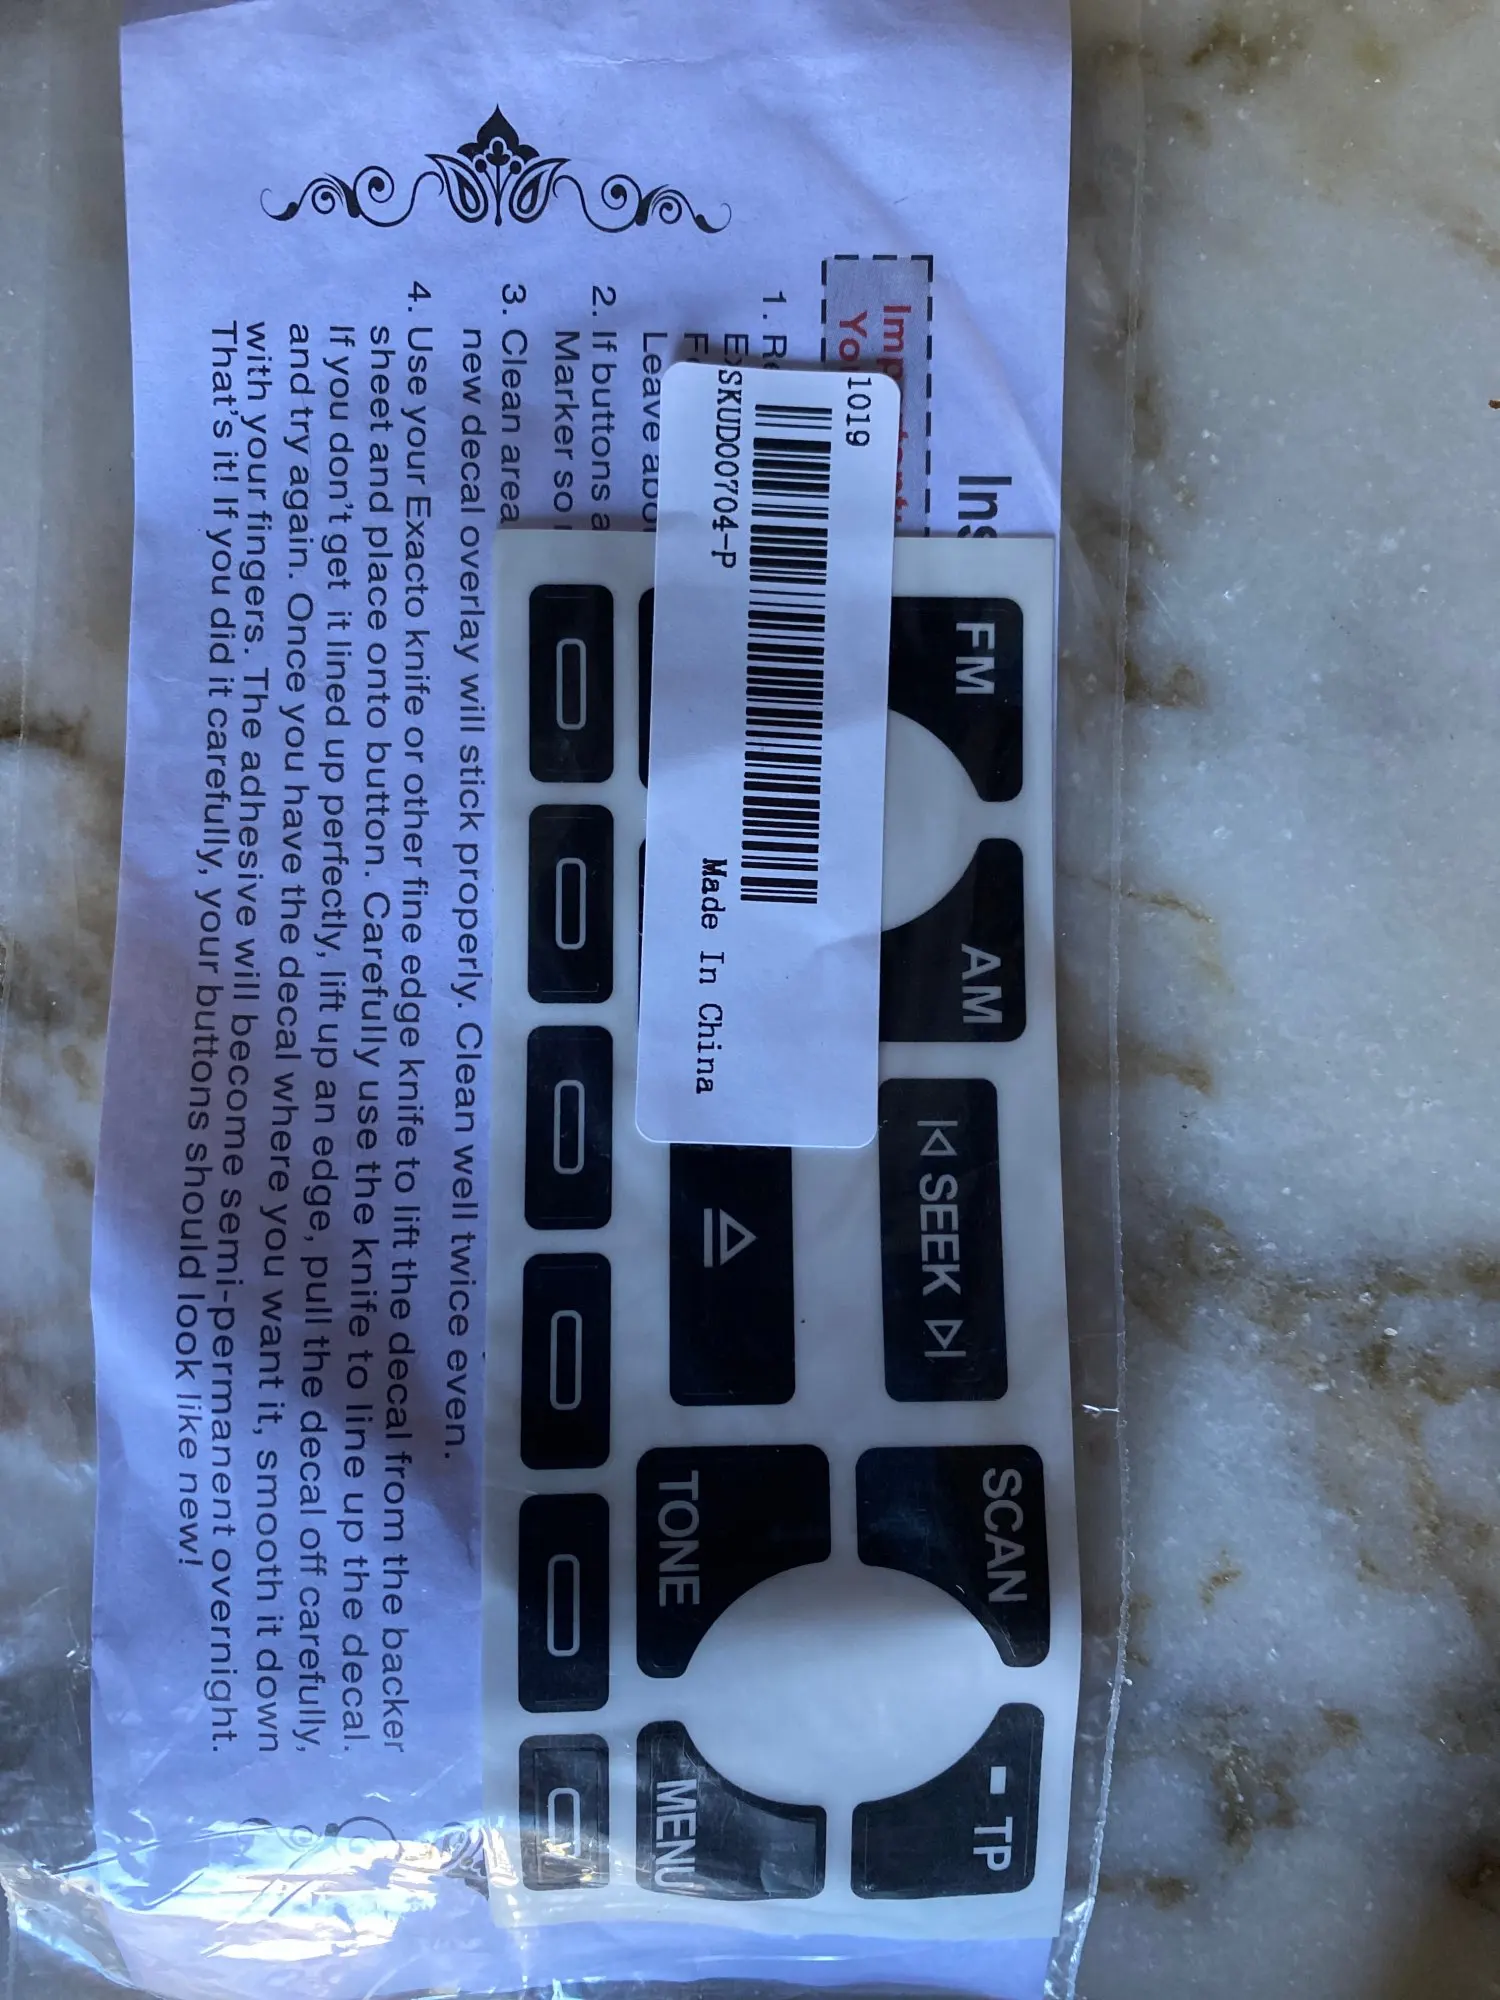 Ins
Important!
You
1. Re
Ex
Fo
Leave abo
2. If buttons a
Marker so
3. Clean area
new decal overlay will stick properly. Clean well twice even.
4. Use your Exacto knife or other fine edge knife to lift the decal from the backer
sheet and place onto button. Carefully use the knife to line up the decal.
If you don't get it lined up perfectly, lift up an edge, pull the decal off carefully,
and try again. Once you have the decal where you want it, smooth it down
with your fingers. The adhesive will become semi-permanent overnight.
That's it! If you did it carefully, your buttons should look like new!
1019
SKUD00704-P
Made In China
FM
AM
SEEK
SCAN
TP
TONE
MENU